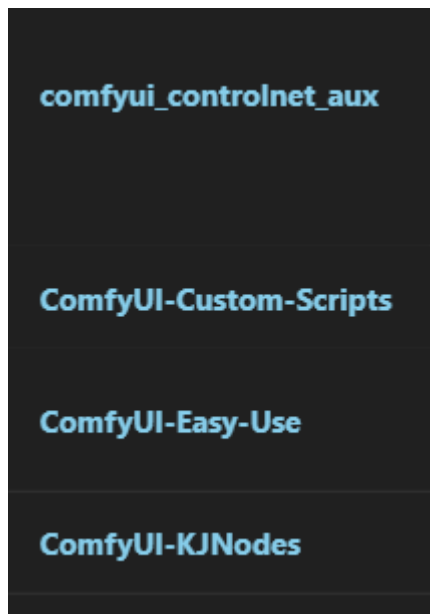 comfyui_controlnet_aux
ComfyUI-Custom-Scripts
ComfyUI-Easy-Use
ComfyUI-KJNodes